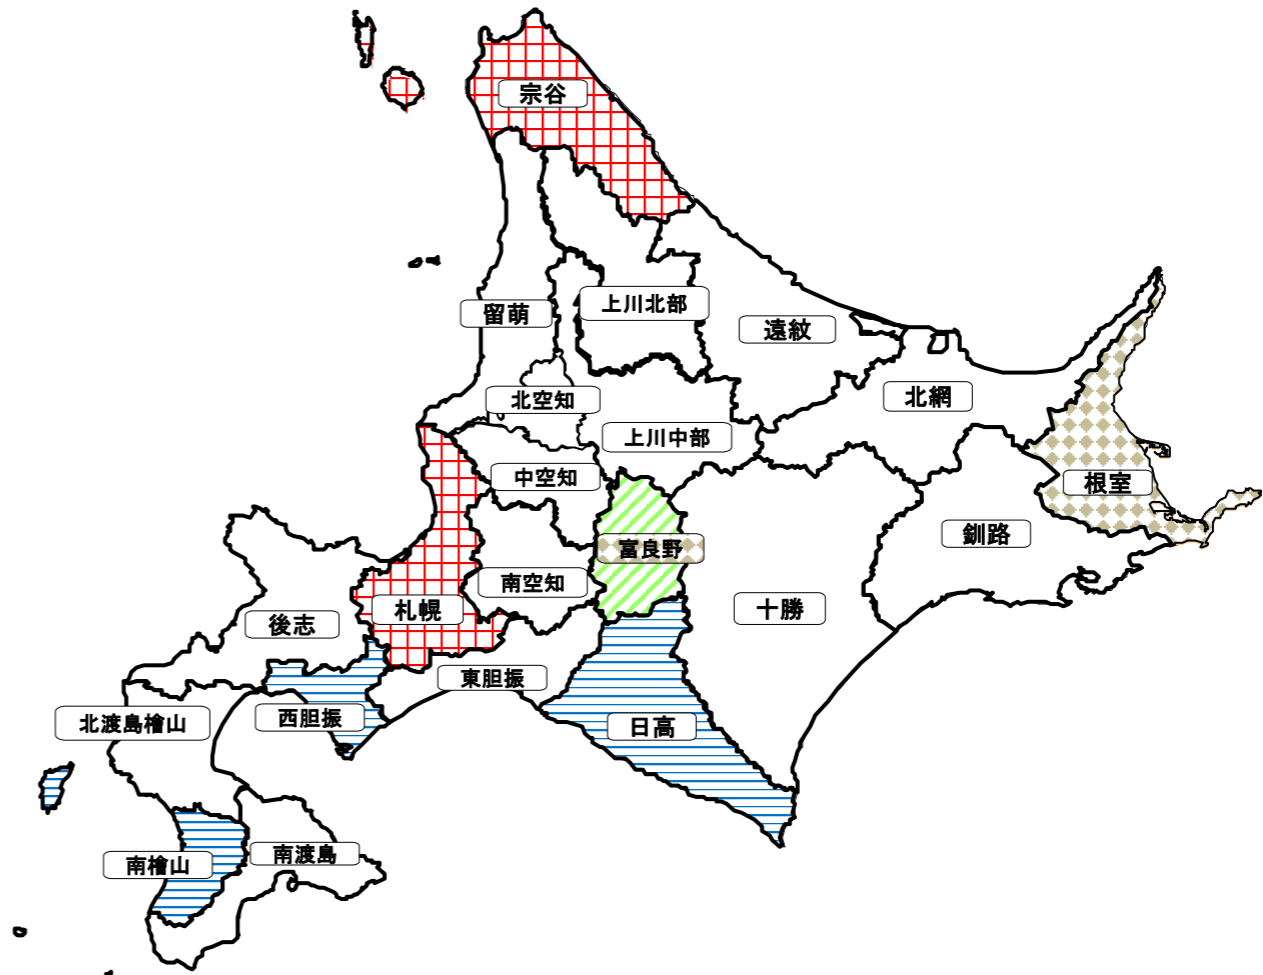 宗谷
上川北部
留萌
遠紋
北空知
北網
上川中部
中空知
根室
釧路
富良野
南空知
札幌
十勝
後志
東胆振
西胆振
北渡島檜山
日高
南渡島
南檜山